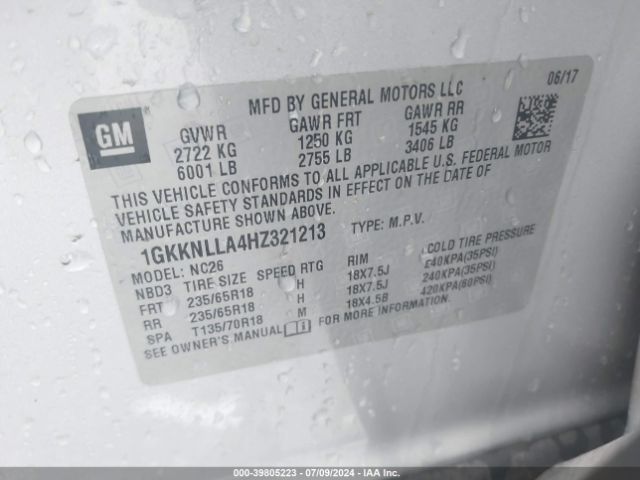 06/17
MFD BY GENERAL MOTORS LLC
GM
GVWR GAWR FRT GAWR RR
2722 KG 1250 KG 1545 KG
6001 LB 2755 LB 3406 LB
THIS VEHICLE CONFORMS TO ALL APPLICABLE U.S. FEDERAL MOTOR
VEHICLE SAFETY STANDARDS IN EFFECT ON THE DATE OF
MANUFACTURE SHOWN ABOVE.
1GKKNLLA4HZ321213 TYPE: M.P.V.
MODEL: NC26
NBD3 TIRE SIZE SPEED RTG RIM COLD TIRE PRESSURE
FRT 235/65R18 H 18X7.5J 240KPA(35PSI)
RR 235/65R18 H 18X7.5J 240KPA(35PSI)
SPA T135/70R18 M 18X4.5B 420KPA(60PSI)
SEE OWNER'S MANUAL FOR MORE INFORMATION.
000-39805223 - 07/09/2024 - IAA Inc.